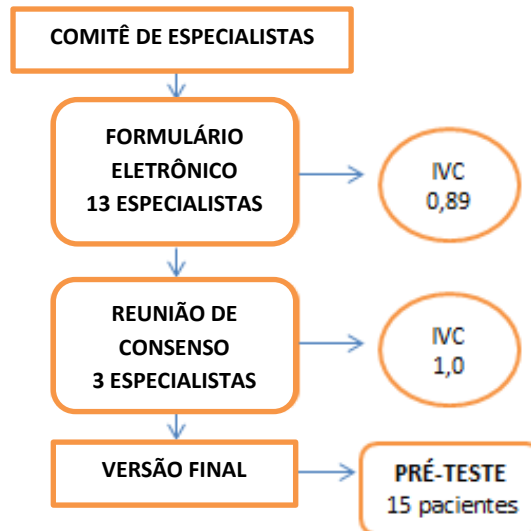 COMITÊ DE ESPECIALISTAS
FORMULÁRIO
ELETRÔNICO
13 ESPECIALISTAS
IVC
0,89
REUNIÃO DE
CONSENSO
3 ESPECIALISTAS
IVC
1,0
VERSÃO FINAL
PRÉ-TESTE
15 pacientes